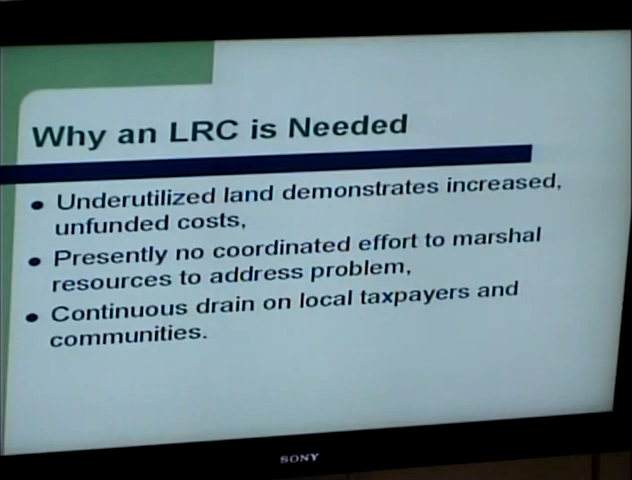 Why an LRC is Needed
Underutilized land demonstrates increased,
unfunded costs,
Presently no coordinated effort to marshal
resources to address problem,
Continuous drain on local taxpayers and
communities.
SONY